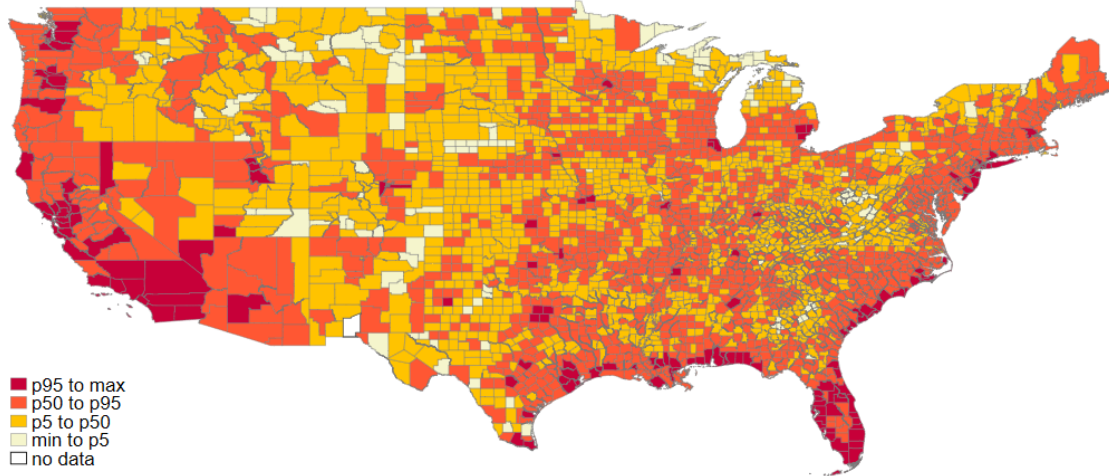 p95 to max
p50 to p95
p5 to p50
min to p5
no data